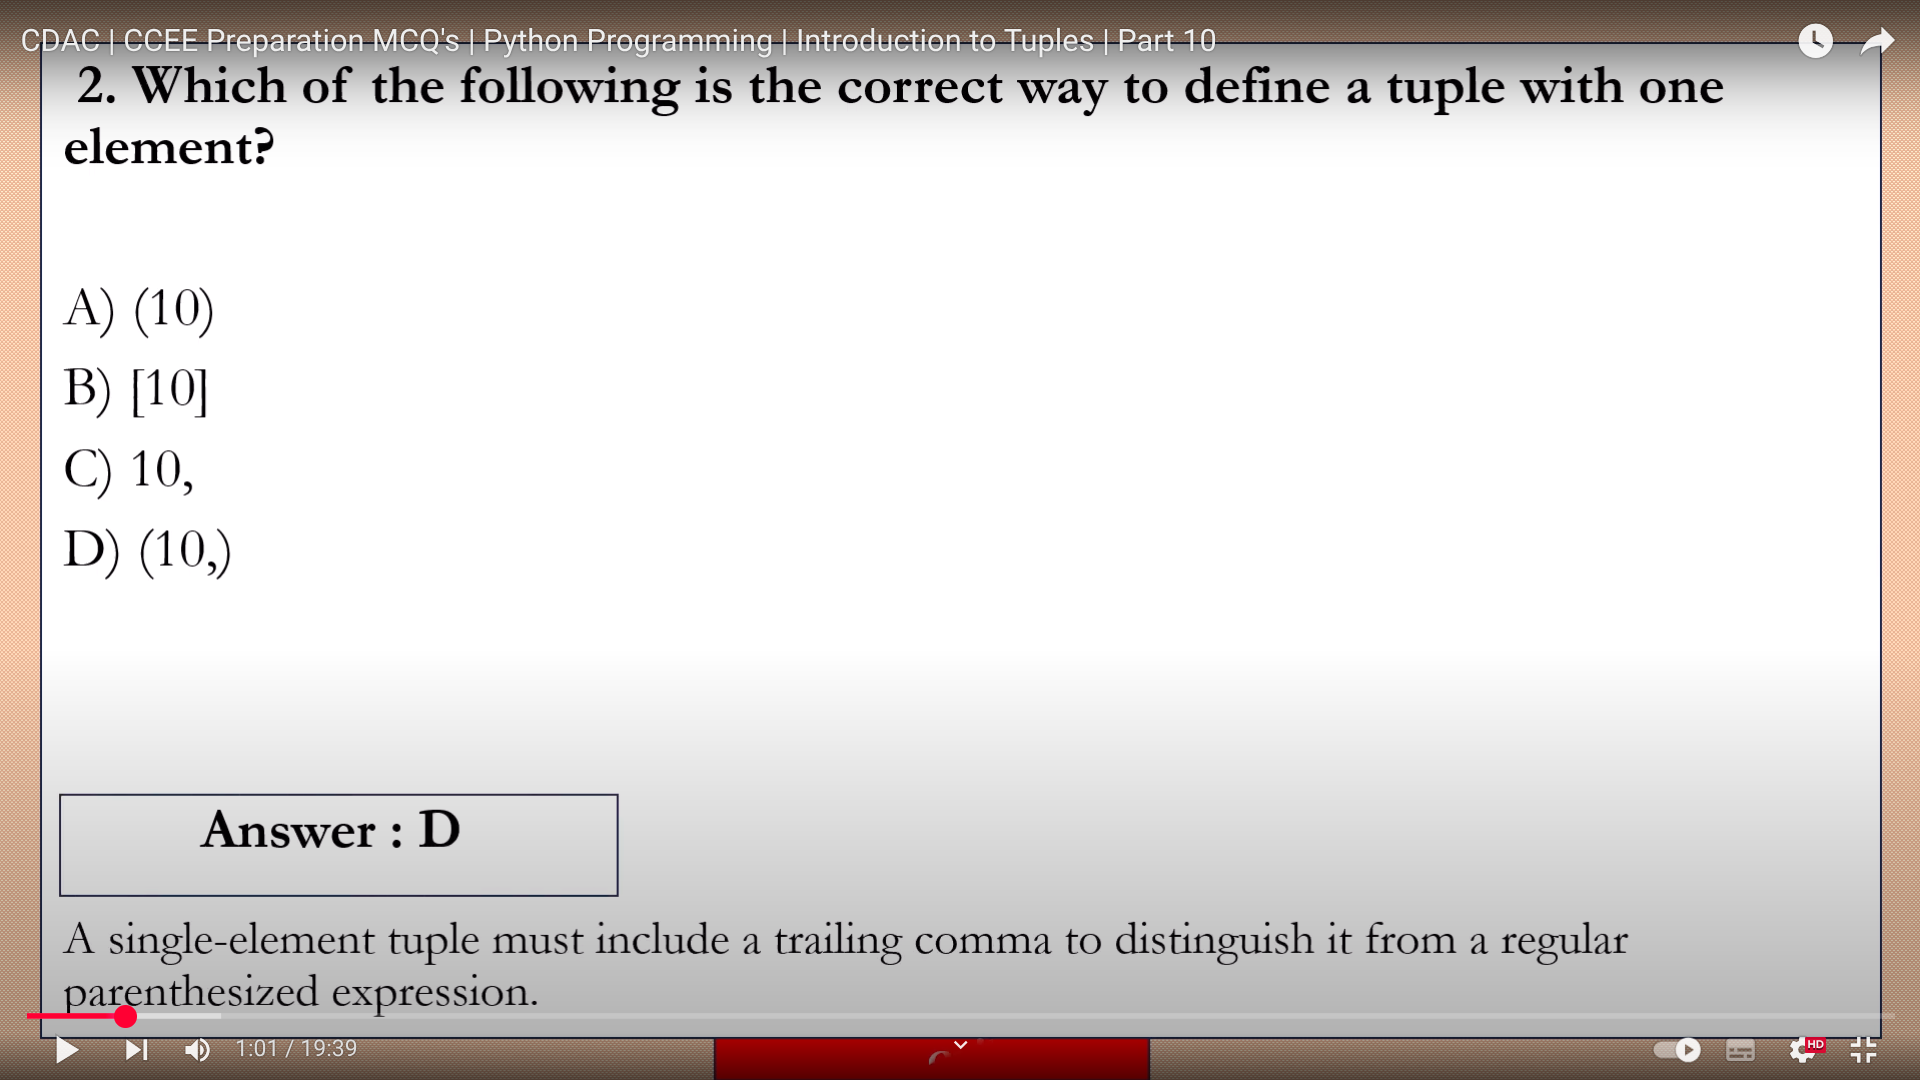 CDAC | CCEE Preparation MCQ's | Python Programming | Introduction to Tuples | Part 10
2. Which of the following is the correct way to define a tuple with one
element?
A) (10)
B) [10]
C) 10,
D) (10,)
Answer : D
A single-element tuple must include a trailing comma to distinguish it from a regular
parenthesized expression.
1:01 / 19:39
HD